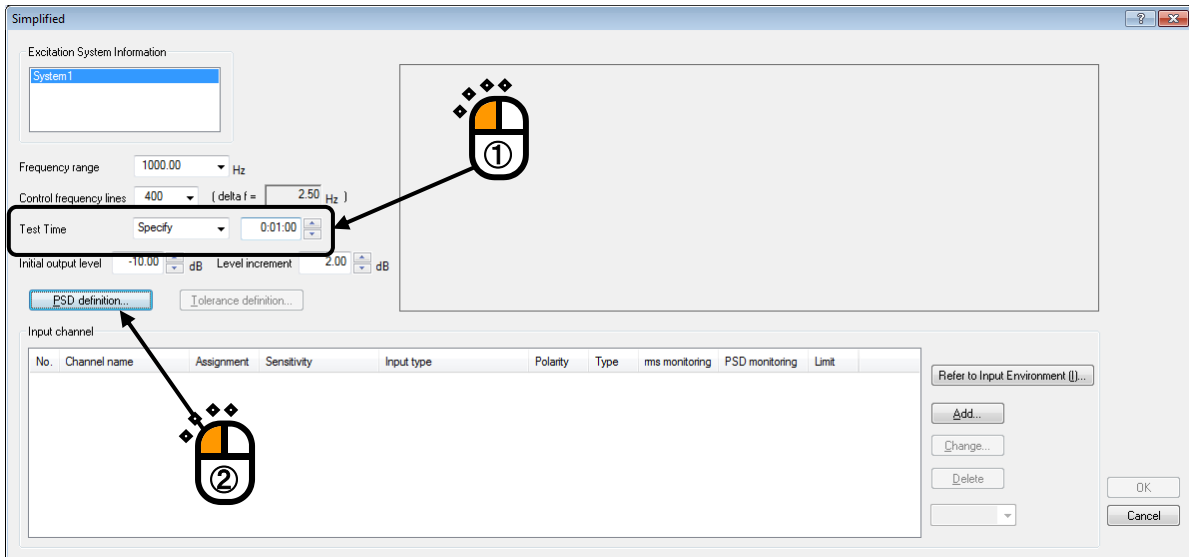 Simplified
Excitation System Information
System1
Frequency range 1000.00 Hz
Control frequency lines 400 ( delta f = 2.50 Hz )
Test Time Specify 0:01:00
Initial output level -10.00 dB Level increment 2.00 dB
PSD definition... Tolerance definition...
①
Input channel
No. Channel name Assignment Sensitivity Input type Polarity Type rms monitoring PSD monitoring Limit
Refer to Input Environment (I)...
Add...
Change...
Delete
②
OK
Cancel